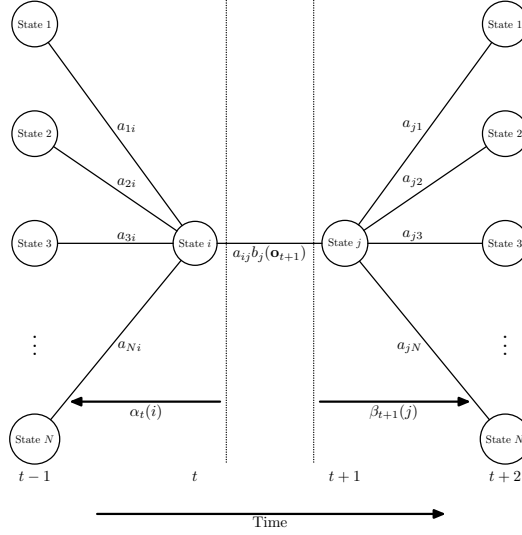 State 1 State 1
a_{1i} a_{j1}
State 2 State 2
a_{2i} a_{j2}
State 3 a_{3i} State i a_{ij}b_j(𝐨_{t+1}) State j a_{j3} State 3
a_{Ni} a_{jN}
⋮ ⋮
α_t(i) β_{t+1}(j)
State N State N
t − 1 t t + 1 t + 2
Time